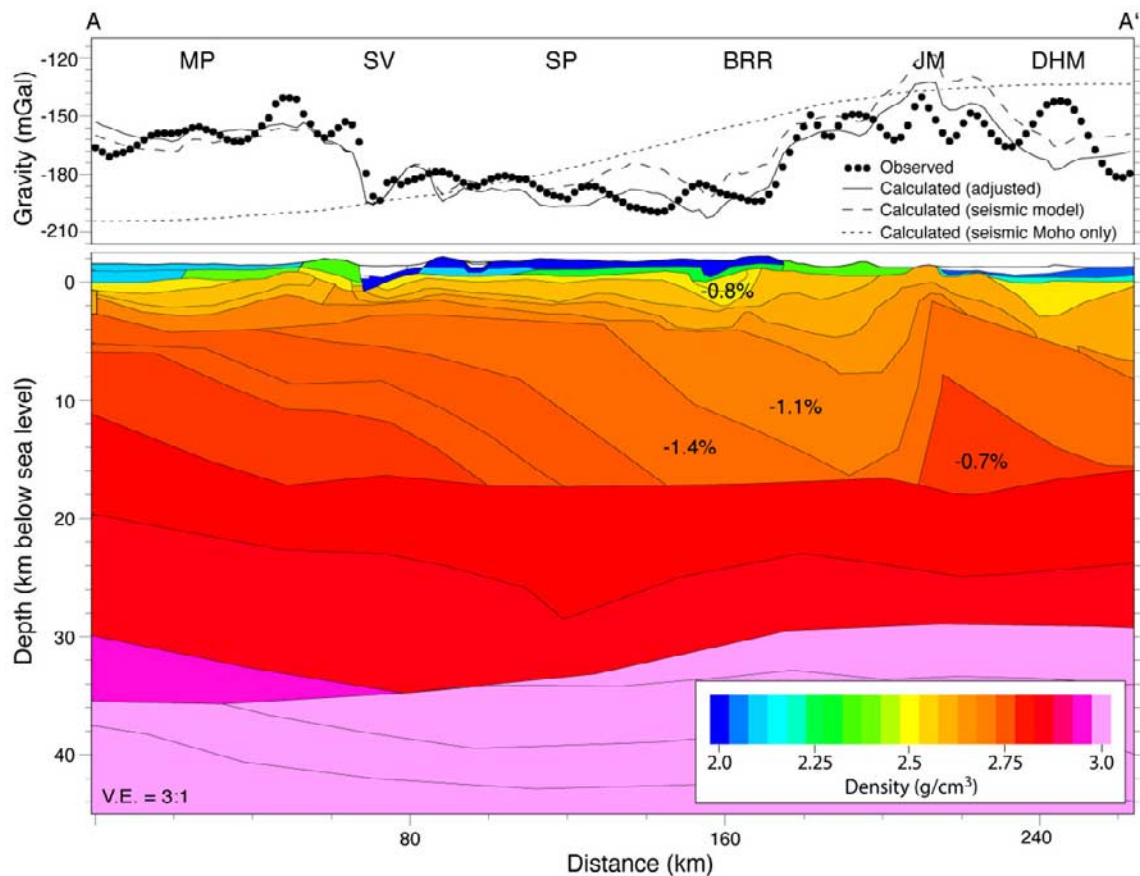 A A'
MP SV SP BRR JM DHM
-120
-150
-180
-210
Gravity (mGal)
Observed
Calculated (adjusted)
Calculated (seismic model)
Calculated (seismic Moho only)
0
10
20
30
40
Depth (km below sea level)
-0.8%
-1.1%
-1.4%
-0.7%
2.0 2.25 2.5 2.75 3.0
Density (g/cm³)
V.E. = 3:1
80 160 240
Distance (km)